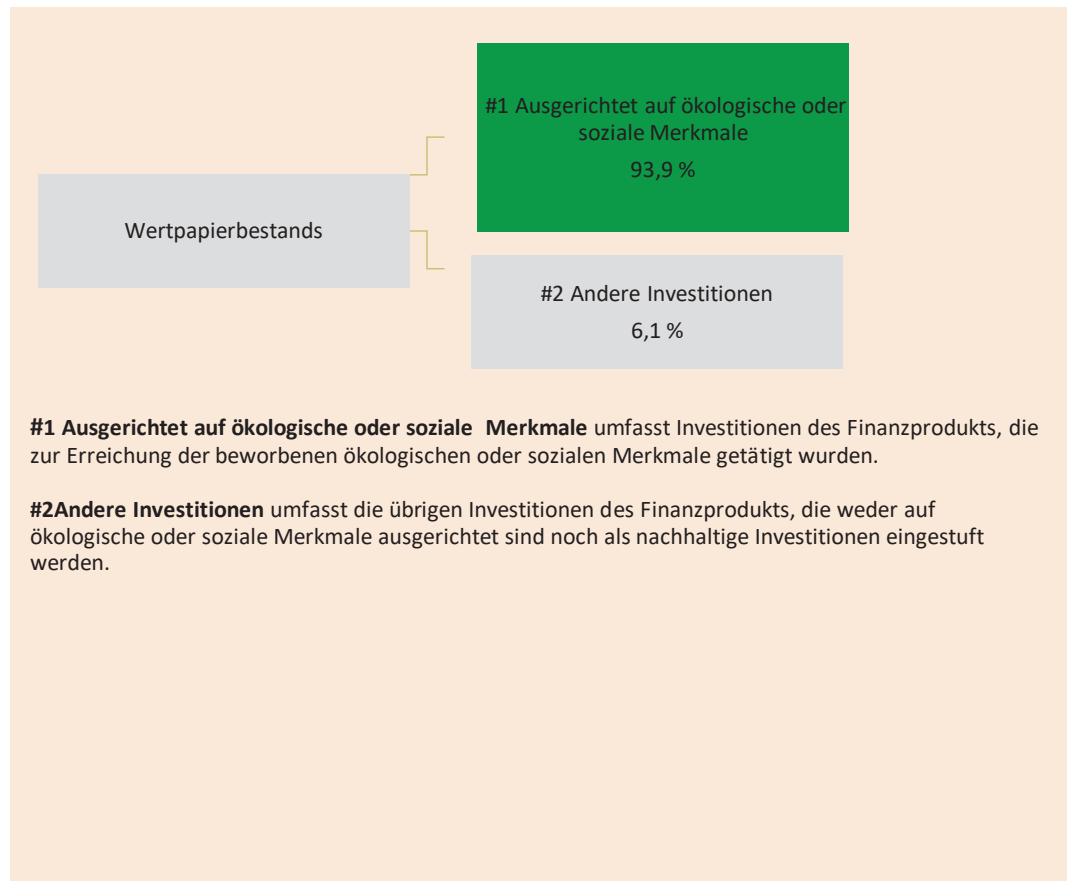 #1 Ausgerichtet auf ökologische oder
soziale Merkmale
93,9 %
Wertpapierbestands
#2 Andere Investitionen
6,1 %
#1 Ausgerichtet auf ökologische oder soziale Merkmale umfasst Investitionen des Finanzprodukts, die
zur Erreichung der beworbenen ökologischen oder sozialen Merkmale getätigt wurden.
#2Andere Investitionen umfasst die übrigen Investitionen des Finanzprodukts, die weder auf
ökologische oder soziale Merkmale ausgerichtet sind noch als nachhaltige Investitionen eingestuft
werden.